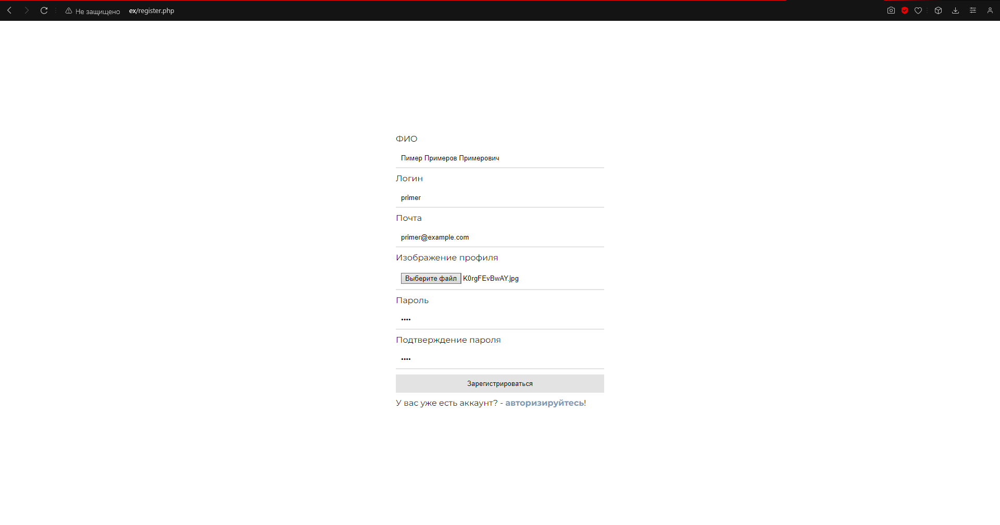 Не защищено ex/register.php
ФИО
Пимер Примеров Примерович
Логин
primer
Почта
primer@example.com
Изображение профиля
Выберите файл K0rgFEvBwAY.jpg
Пароль
••••
Подтверждение пароля
••••
Зарегистрироваться
У вас уже есть аккаунт? - авторизируйтесь!